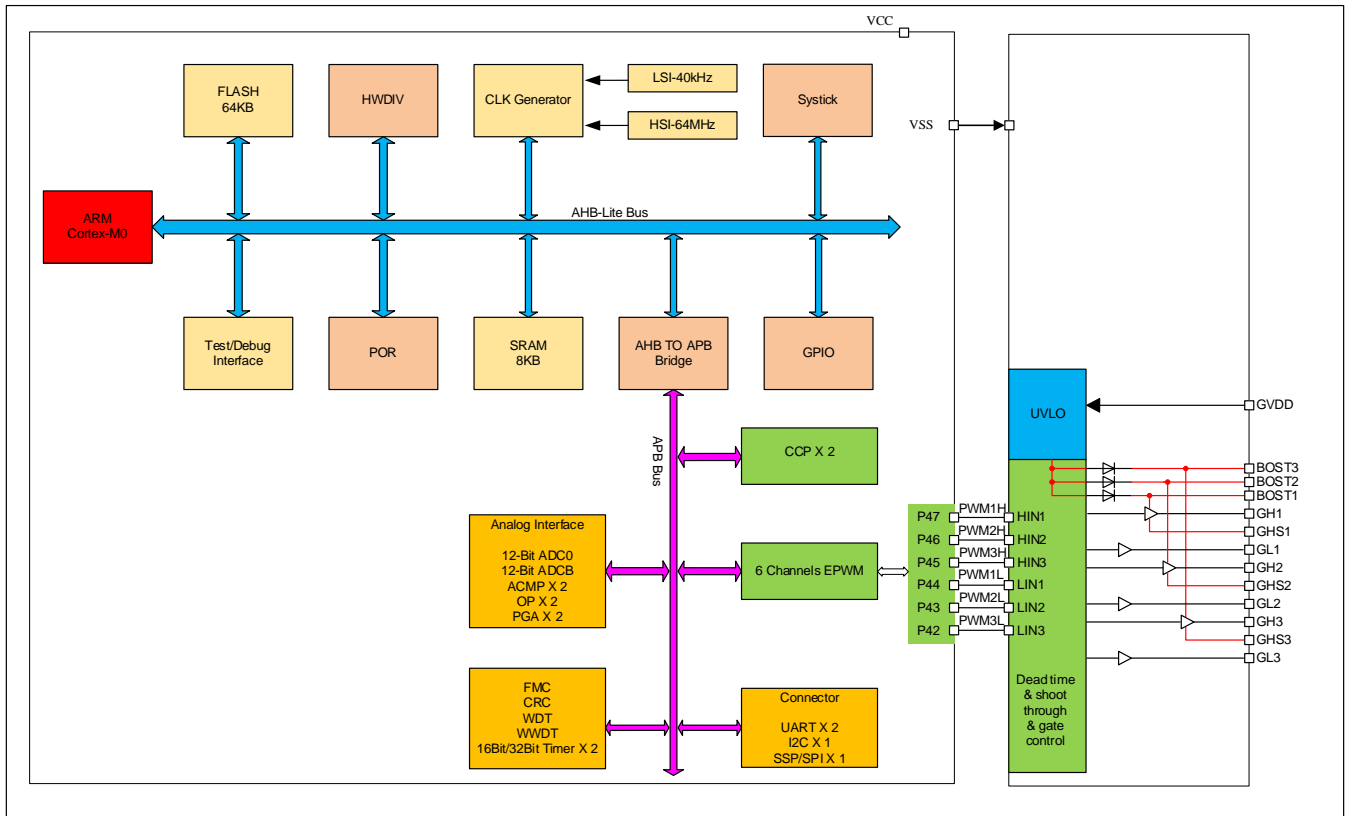 VCC
FLASH
64KB
HWDIV
CLK Generator
LSI-40kHz
HSI-64MHz
Systick
VSS
ARM
Cortex-M0
AHB-Lite Bus
Test/Debug
Interface
POR
SRAM
8KB
AHB TO APB
Bridge
GPIO
APB Bus
CCP X 2
Analog Interface
12-Bit ADC0
12-Bit ADCB
ACMP X 2
OP X 2
PGA X 2
6 Channels EPWM
FMC
CRC
WDT
WWDT
16Bit/32Bit Timer X 2
Connector
UART X 2
I2C X 1
SSP/SPI X 1
P47 PWM1H HIN1
P46 PWM2H HIN2
P45 PWM3H HIN3
P44 PWM1L LIN1
P43 PWM2L LIN2
P42 PWM3L LIN3
UVLO
Dead time
& shoot
through
& gate
control
GVDD
BOST3
BOST2
BOST1
GH1
GHS1
GL1
GH2
GHS2
GL2
GH3
GHS3
GL3